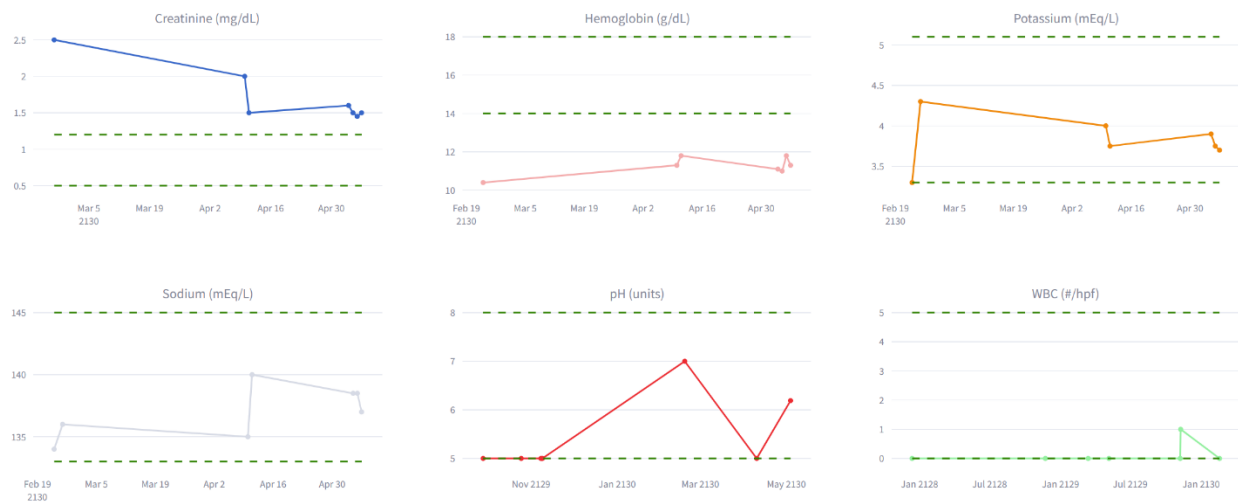 Creatinine (mg/dL)
2.5
2
1.5
1
0.5
Mar 5
2130
Mar 19
Apr 2
Apr 16
Apr 30
Hemoglobin (g/dL)
18
16
14
12
10
Feb 19
2130
Mar 5
Mar 19
Apr 2
Apr 16
Apr 30
Potassium (mEq/L)
5
4.5
4
3.5
Feb 19
2130
Mar 5
Mar 19
Apr 2
Apr 16
Apr 30
Sodium (mEq/L)
145
140
135
Feb 19
2130
Mar 5
Mar 19
Apr 2
Apr 16
Apr 30
pH (units)
8
7
6
5
Nov 2129
Jan 2130
Mar 2130
May 2130
WBC (#/hpf)
5
4
3
2
1
0
Jan 2128
Jul 2128
Jan 2129
Jul 2129
Jan 2130